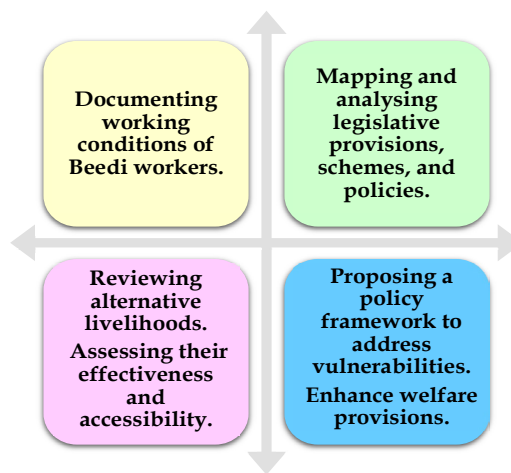 Documenting
working
conditions of
Beedi workers.
Mapping and
analysing
legislative
provisions,
schemes, and
policies.
Reviewing
alternative
livelihoods.
Assessing their
effectiveness
and
accessibility.
Proposing a
policy
framework to
address
vulnerabilities.
Enhance welfare
provisions.